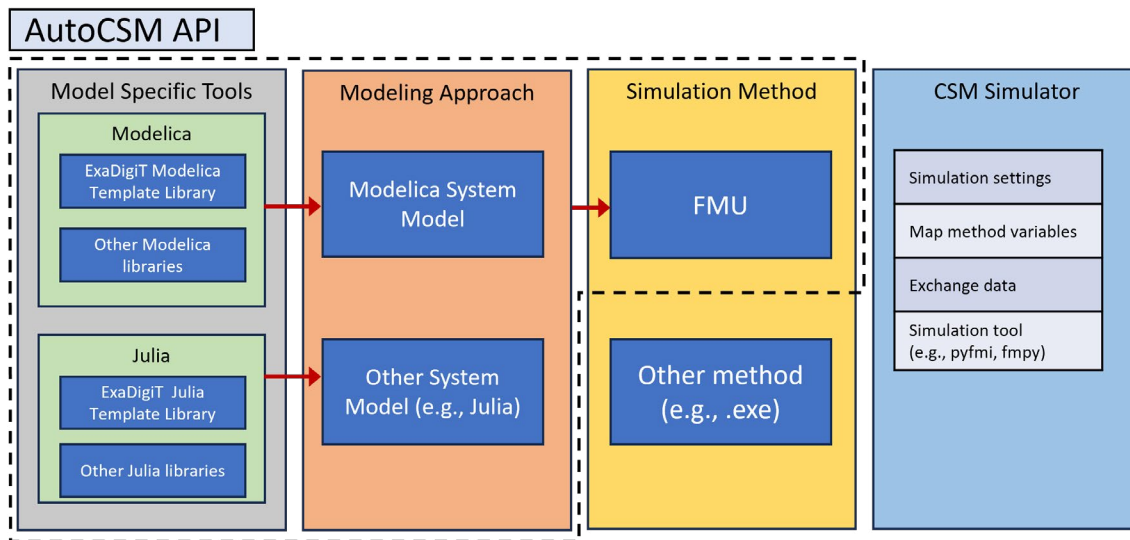 AutoCSM API
Model Specific Tools
Modelica
ExaDigiT Modelica
Template Library
Other Modelica
libraries
Julia
ExaDigiT Julia
Template Library
Other Julia libraries
Modeling Approach
Modelica System
Model
Other System
Model (e.g., Julia)
Simulation Method
FMU
Other method
(e.g., .exe)
CSM Simulator
Simulation settings
Map method variables
Exchange data
Simulation tool
(e.g., pyfmi, fmpy)